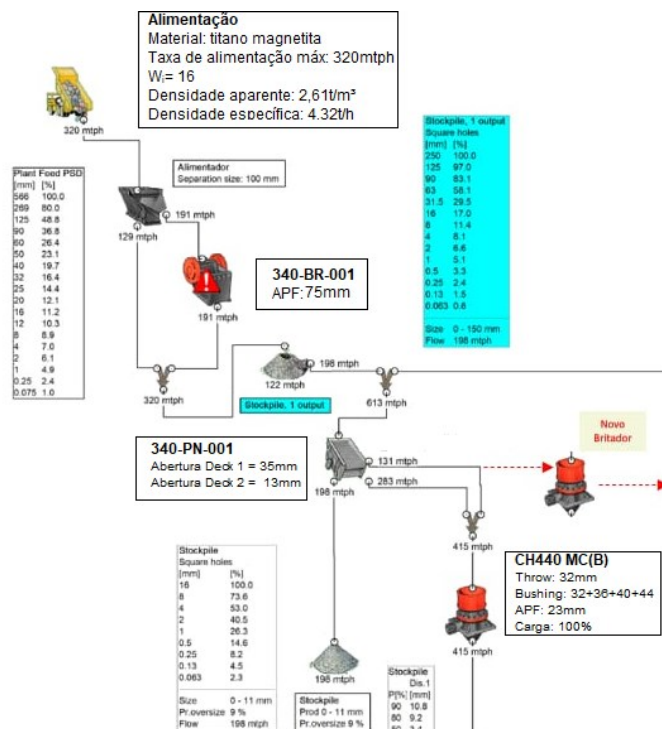 Alimentação
Material: titano magnetita
Taxa de alimentação máx: 320mtph
Wi= 16
Densidade aparente: 2,61t/m³
Densidade específica: 4.32t/h
320 mtph
Plant Feed PSD
[mm] [%]
566 100.0
269 80.0
125 48.8
90 36.8
60 26.4
50 23.1
40 19.7
32 16.4
25 14.4
20 12.1
16 11.2
12 10.3
8 8.9
4 7.0
2 6.1
1 4.9
0.25 2.4
0.075 1.0
Alimentador
Separation size: 100 mm
191 mtph
129 mtph
340-BR-001
APF:75mm
191 mtph
320 mtph
Stockpile, 1 output
Square holes
[mm] [%]
250 100.0
125 97.0
90 83.1
63 58.1
31.5 29.5
16 17.0
8 11.4
4 8.1
2 6.6
1 5.1
0.5 3.3
0.25 2.4
0.13 1.5
0.063 0.8
Size 0 - 150 mm
Flow 198 mtph
198 mtph
122 mtph
Stockpile, 1 output
613 mtph
340-PN-001
Abertura Deck 1 = 35mm
Abertura Deck 2 = 13mm
131 mtph
283 mtph
198 mtph
Novo
Britador
415 mtph
CH440 MC(B)
Throw: 32mm
Bushing: 32+36+40+44
APF: 23mm
Carga: 100%
415 mtph
Stockpile
Square holes
[mm] [%]
16 100.0
8 73.6
4 53.0
2 40.5
1 26.3
0.5 14.6
0.25 8.2
0.13 4.5
0.063 2.3
Size 0 - 11 mm
Pr.oversize 9 %
Flow 198 mtph
198 mtph
Stockpile
Prod 0 - 11 mm
Pr.oversize 9 %
Stockpile
Dis.1
P[%] [mm]
90 10.8
80 9.2